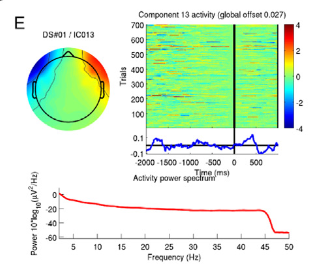 E
DS#01 / IC013
Component 13 activity (global offset 0.027)
Trials
700
600
500
400
300
200
100
4
2
0
-2
-4
0.1
-0.1
-2000 -1500 -1000 -500 0 500
Time (ms)
Activity power spectrum
Power 10*log10(uV2/Hz)
0
-20
-40
-60
5 10 15 20 25 30 35 40 45 50
Frequency (Hz)